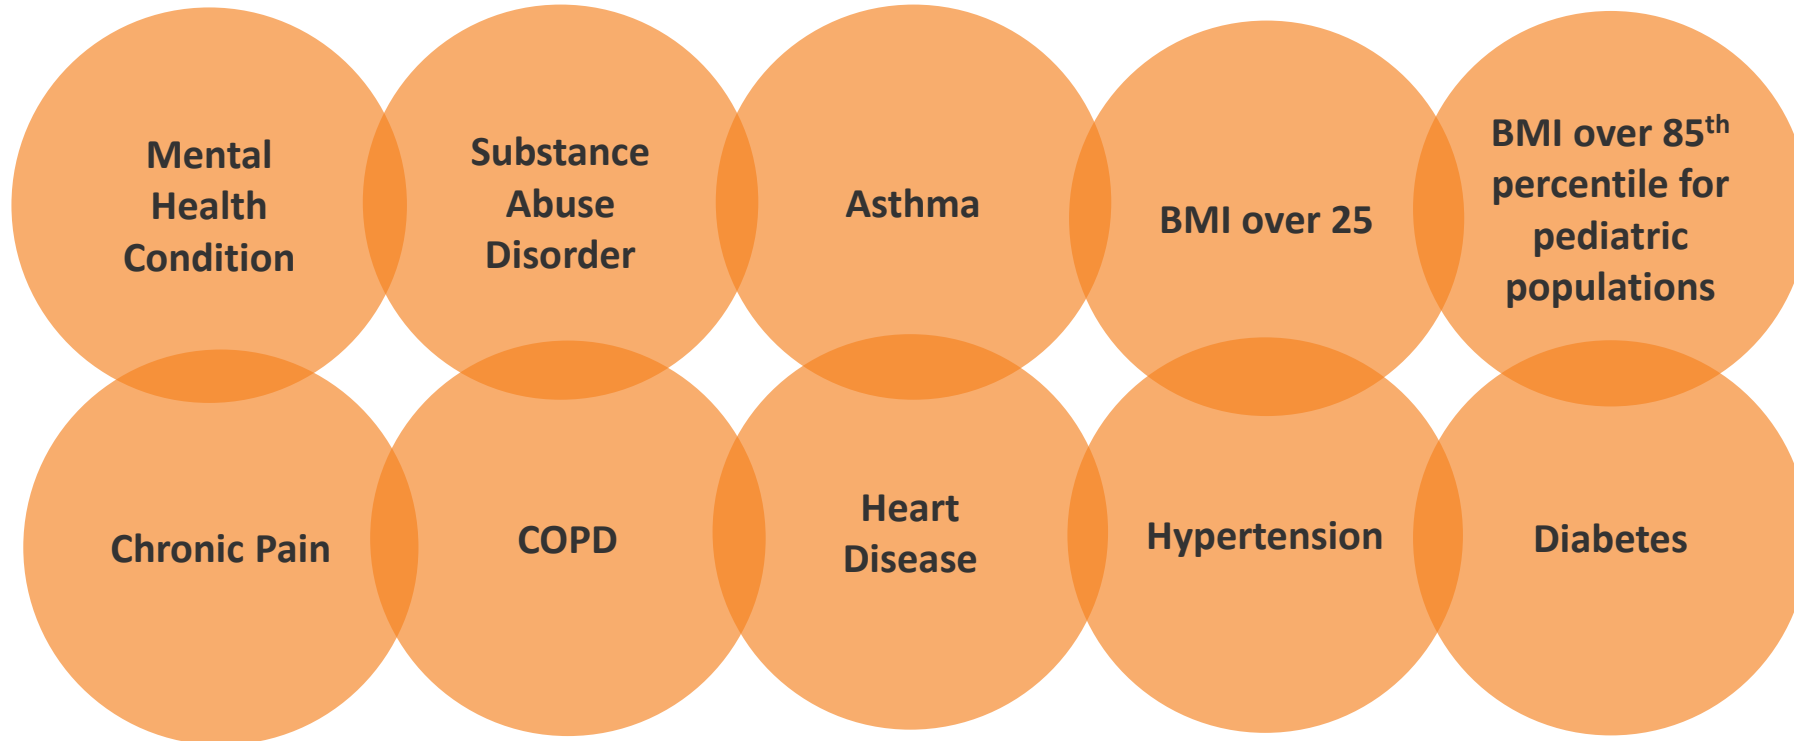 Mental
Health
Condition
Substance
Abuse
Disorder
Asthma
BMI over 25
BMI over 85th
percentile for
pediatric
populations
Chronic Pain
COPD
Heart
Disease
Hypertension
Diabetes